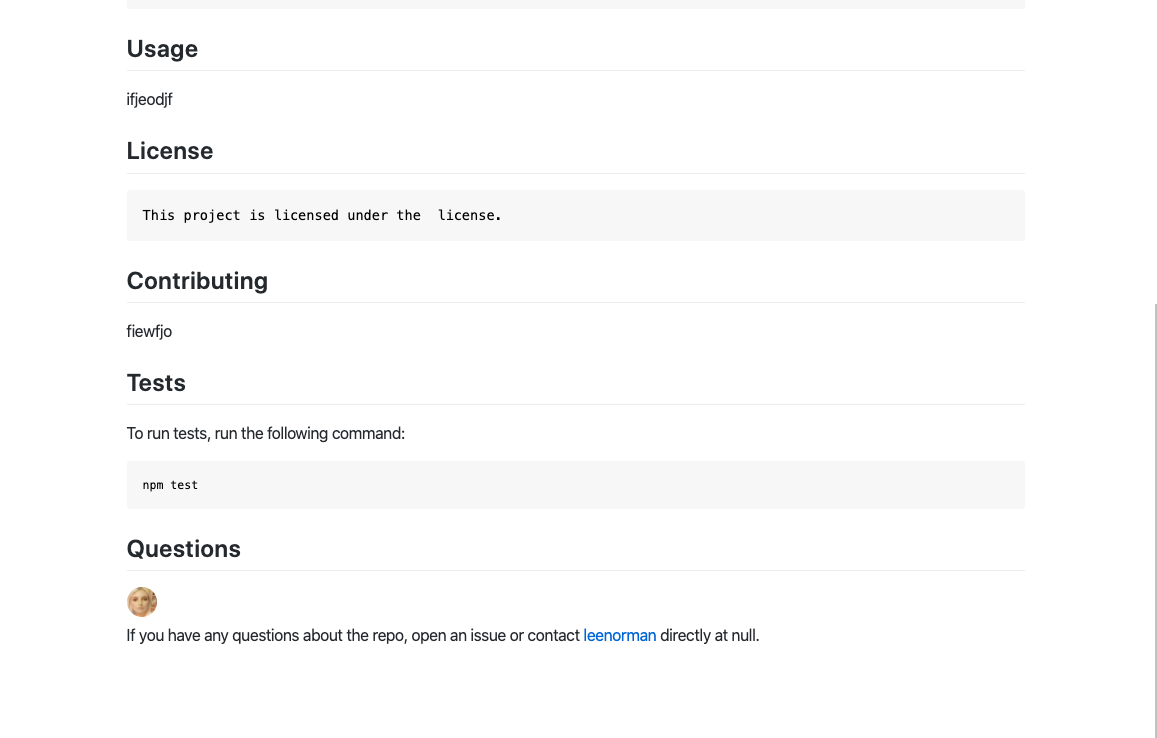 Usage
ifjeodjf
License
This project is licensed under the  license.
Contributing
fiewfjo
Tests
To run tests, run the following command:
npm test
Questions
If you have any questions about the repo, open an issue or contact leenorman directly at null.